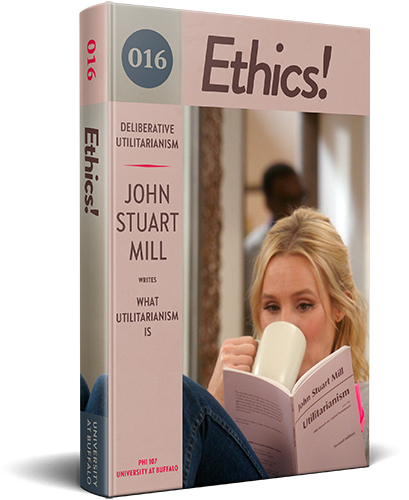 016
Ethics!
UNIVERSITY
AT BUFFALO
016
Ethics!
DELIBERATIVE
UTILITARIANISM
JOHN
STUART
MILL
WRITES
WHAT
UTILITARIANISM
IS
PHI 107
UNIVERSITY AT BUFFALO
John Stuart Mill
Utilitarianism